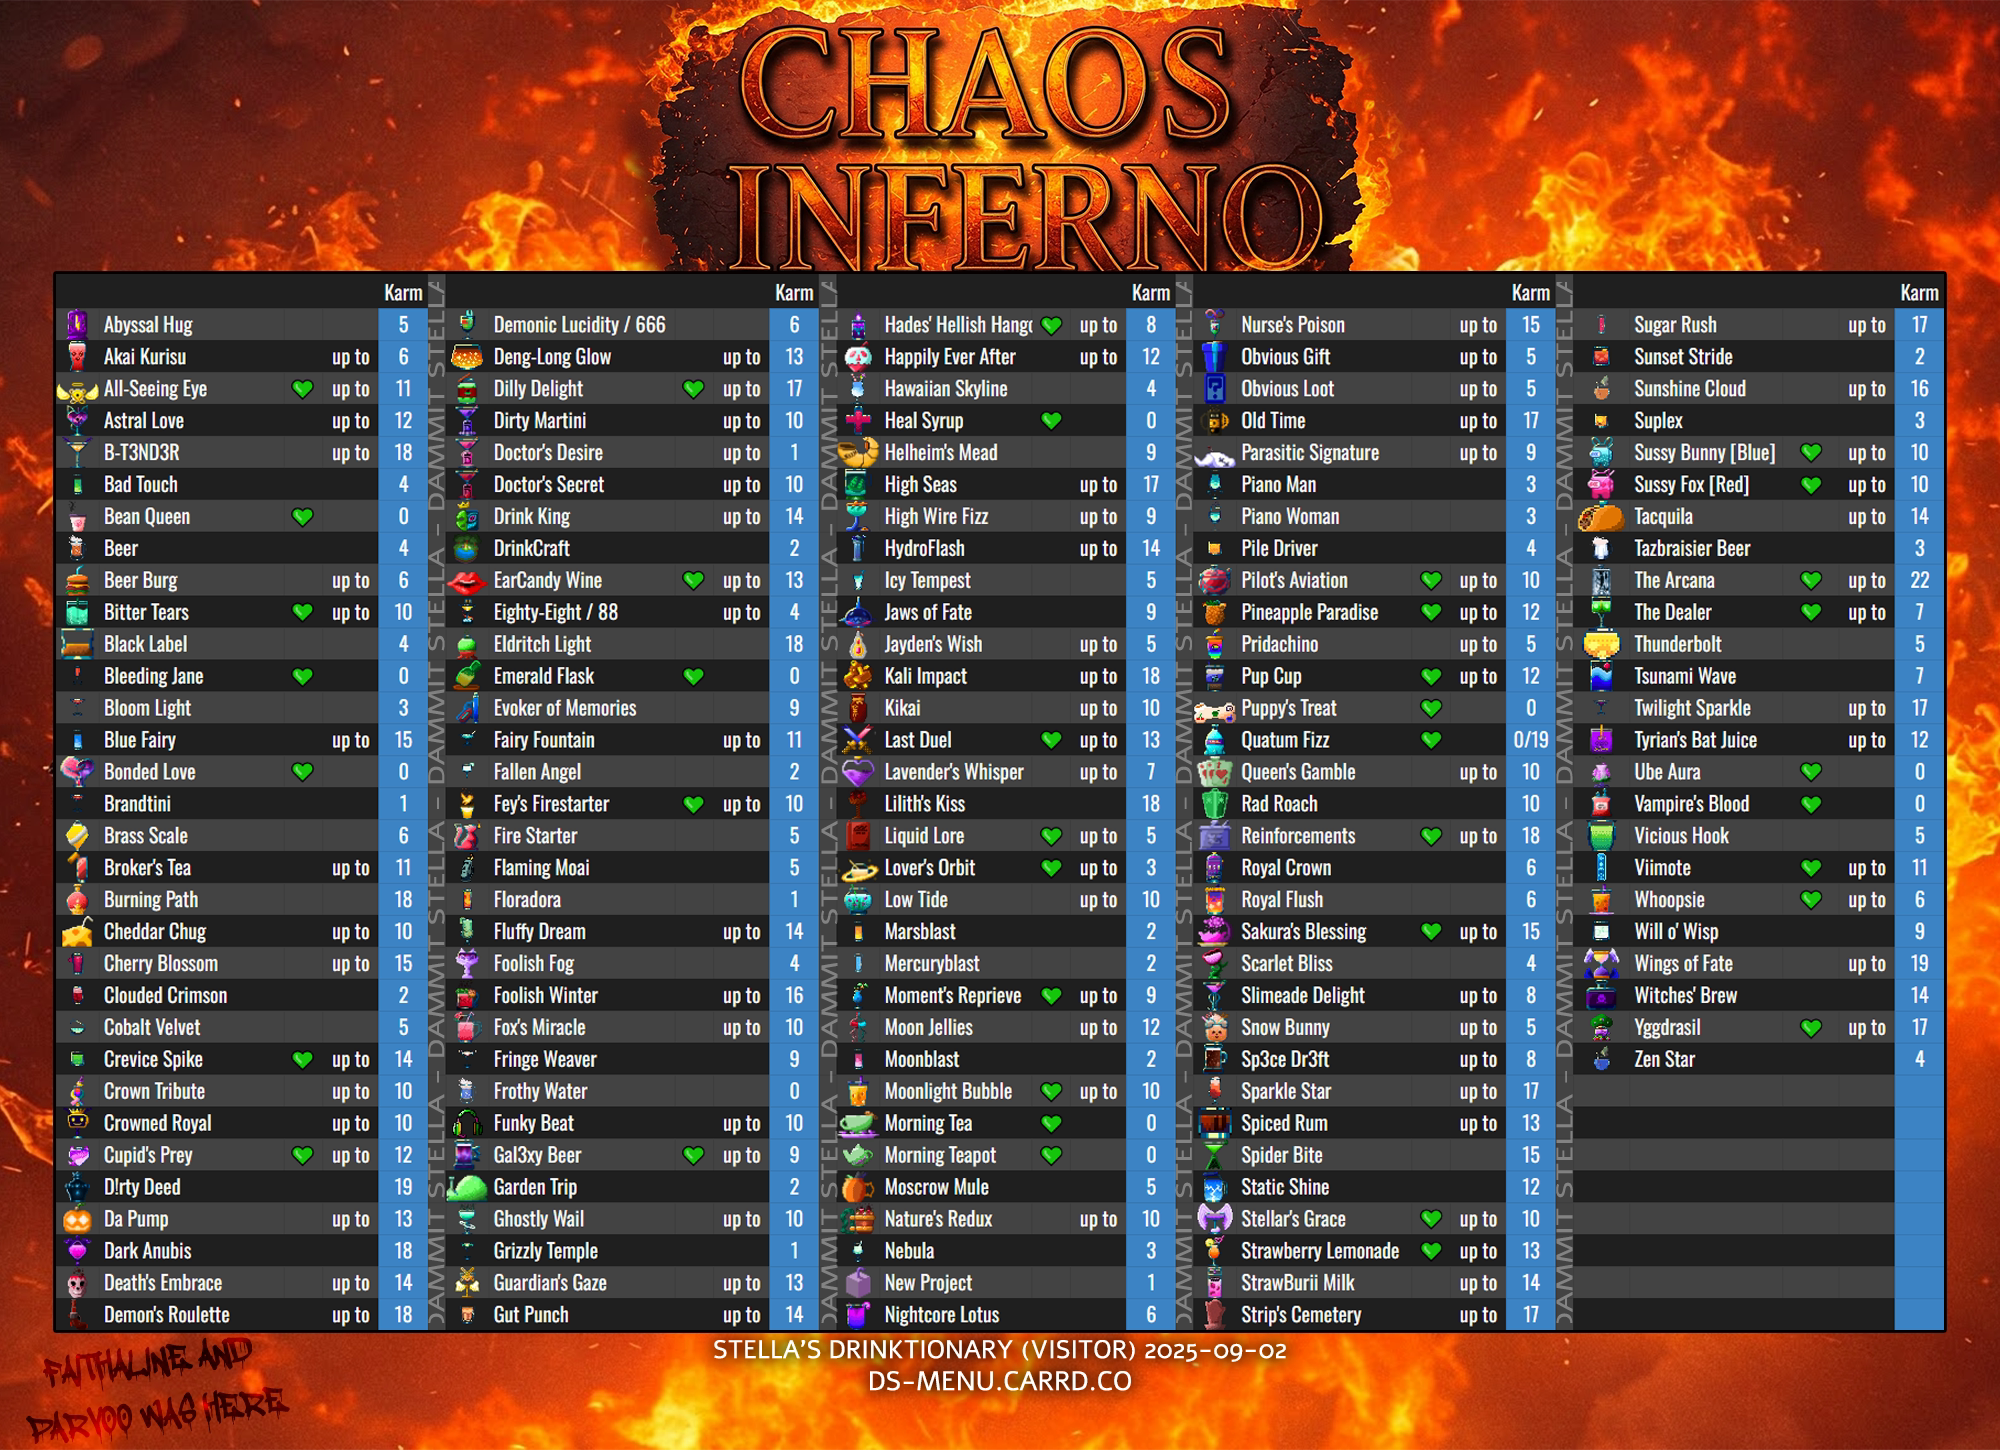 CHAOS
INFERNO
Karm
Abyssal Hug 5
Akai Kurisu up to 6
All-Seeing Eye up to 11
Astral Love up to 12
B-T3ND3R up to 18
Bad Touch 4
Bean Queen 0
Beer 4
Beer Burg up to 6
Bitter Tears up to 10
Black Label 4
Bleeding Jane 0
Bloom Light 3
Blue Fairy up to 15
Bonded Love 0
Brandtini 1
Brass Scale 6
Broker's Tea up to 11
Burning Path 18
Cheddar Chug up to 10
Cherry Blossom up to 15
Clouded Crimson 2
Cobalt Velvet 5
Crevice Spike up to 14
Crown Tribute up to 10
Crowned Royal up to 10
Cupid's Prey up to 12
D!rty Deed 19
Da Pump up to 13
Dark Anubis 18
Death's Embrace up to 14
Demon's Roulette up to 18
STELLA - DAMMIT STELLA - DAMMIT STELLA - DAMMIT
Karm
Demonic Lucidity / 666 6
Deng-Long Glow up to 13
Dilly Delight up to 17
Dirty Martini up to 10
Doctor's Desire up to 1
Doctor's Secret up to 10
Drink King up to 14
DrinkCraft 2
EarCandy Wine up to 13
Eighty-Eight / 88 up to 4
Eldritch Light 18
Emerald Flask 0
Evoker of Memories 9
Fairy Fountain up to 11
Fallen Angel 2
Fey's Firestarter up to 10
Fire Starter 5
Flaming Moai 5
Floradora 1
Fluffy Dream up to 14
Foolish Fog 4
Foolish Winter up to 16
Fox's Miracle up to 10
Fringe Weaver 9
Frothy Water 0
Funky Beat up to 10
Gal3xy Beer up to 9
Garden Trip 2
Ghostly Wail up to 10
Grizzly Temple 1
Guardian's Gaze up to 13
Gut Punch up to 14
STELLA - DAMMIT STELLA - DAMMIT STELLA - DAMMIT
Karm
Hades' Hellish Hang up to 8
Happily Ever After up to 12
Hawaiian Skyline 4
Heal Syrup 0
Helheim's Mead 9
High Seas up to 17
High Wire Fizz up to 9
HydroFlash up to 14
Icy Tempest 5
Jaws of Fate 9
Jayden's Wish up to 5
Kali Impact up to 18
Kikai up to 10
Last Duel up to 13
Lavender's Whisper up to 7
Lilith's Kiss 18
Liquid Lore up to 5
Lover's Orbit up to 3
Low Tide up to 10
Marsblast 2
Mercuryblast 2
Moment's Reprieve up to 9
Moon Jellies up to 12
Moonblast 2
Moonlight Bubble up to 10
Morning Tea 0
Morning Teapot 0
Moscrow Mule 5
Nature's Redux up to 10
Nebula 3
New Project 1
Nightcore Lotus 6
STELLA - DAMMIT STELLA - DAMMIT STELLA - DAMMIT
Karm
Nurse's Poison up to 15
Obvious Gift up to 5
Obvious Loot up to 5
Old Time up to 17
Parasitic Signature up to 9
Piano Man 3
Piano Woman 3
Pile Driver 4
Pilot's Aviation up to 10
Pineapple Paradise up to 12
Pridachino up to 5
Pup Cup up to 12
Puppy's Treat 0
Quatum Fizz 0/19
Queen's Gamble up to 10
Rad Roach 10
Reinforcements up to 18
Royal Crown 6
Royal Flush 6
Sakura's Blessing up to 15
Scarlet Bliss 4
Slimeade Delight up to 8
Snow Bunny up to 5
Sp3ce Dr3ft up to 8
Sparkle Star up to 17
Spiced Rum up to 13
Spider Bite 15
Static Shine 12
Stellar's Grace up to 10
Strawberry Lemonade up to 13
StrawBurii Milk up to 14
Strip's Cemetery up to 17
STELLA - DAMMIT STELLA - DAMMIT STELLA - DAMMIT
Karm
Sugar Rush up to 17
Sunset Stride 2
Sunshine Cloud up to 16
Suplex 3
Sussy Bunny [Blue] up to 10
Sussy Fox [Red] up to 10
Tacquila up to 14
Tazbraisier Beer 3
The Arcana up to 22
The Dealer up to 7
Thunderbolt 5
Tsunami Wave 7
Twilight Sparkle up to 17
Tyrian's Bat Juice up to 12
Ube Aura 0
Vampire's Blood 0
Vicious Hook 5
Viimote up to 11
Whoopsie up to 6
Will o' Wisp 9
Wings of Fate up to 19
Witches' Brew 14
Yggdrasil up to 17
Zen Star 4
STELLA'S DRINKTIONARY (VISITOR) 2025-09-02
DS-MENU.CARRD.CO
FAITHALINE AND
DARYOO WAS HERE